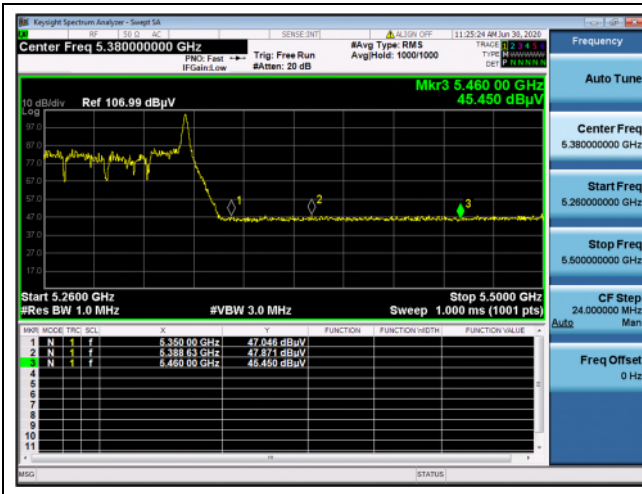 Keysight Spectrum Analyzer - Swept SA
RF 50 Ω AC SENSE:INT ALIGN OFF 11:25:24 AM Jun 30, 2020
Center Freq 5.380000000 GHz
PNO: Fast
IFGain:Low
Trig: Free Run
#Atten: 20 dB
#Avg Type: RMS
Avg|Hold: 1000/1000
TRACE 1 2 3 4 5 6
TYPE M
DET P N N N N N
Frequency
Mkr3 5.460 00 GHz
45.450 dBµV
10 dB/div Ref 106.99 dBµV
Log
97.0
87.0
77.0
67.0
57.0
47.0
37.0
27.0
17.0
1
2
3
Start 5.2600 GHz Stop 5.5000 GHz
#Res BW 1.0 MHz #VBW 3.0 MHz Sweep 1.000 ms (1001 pts)
MKR MODE TRC SCL X Y FUNCTION FUNCTION WIDTH FUNCTION VALUE
1 N 1 f 5.350 00 GHz 47.046 dBµV
2 N 1 f 5.388 63 GHz 47.871 dBµV
3 N 1 f 5.460 00 GHz 45.450 dBµV
4
5
6
7
8
9
10
11
MSG STATUS
Auto Tune
Center Freq
5.380000000 GHz
Start Freq
5.260000000 GHz
Stop Freq
5.500000000 GHz
CF Step
24.000000 MHz
Auto Man
Freq Offset
0 Hz